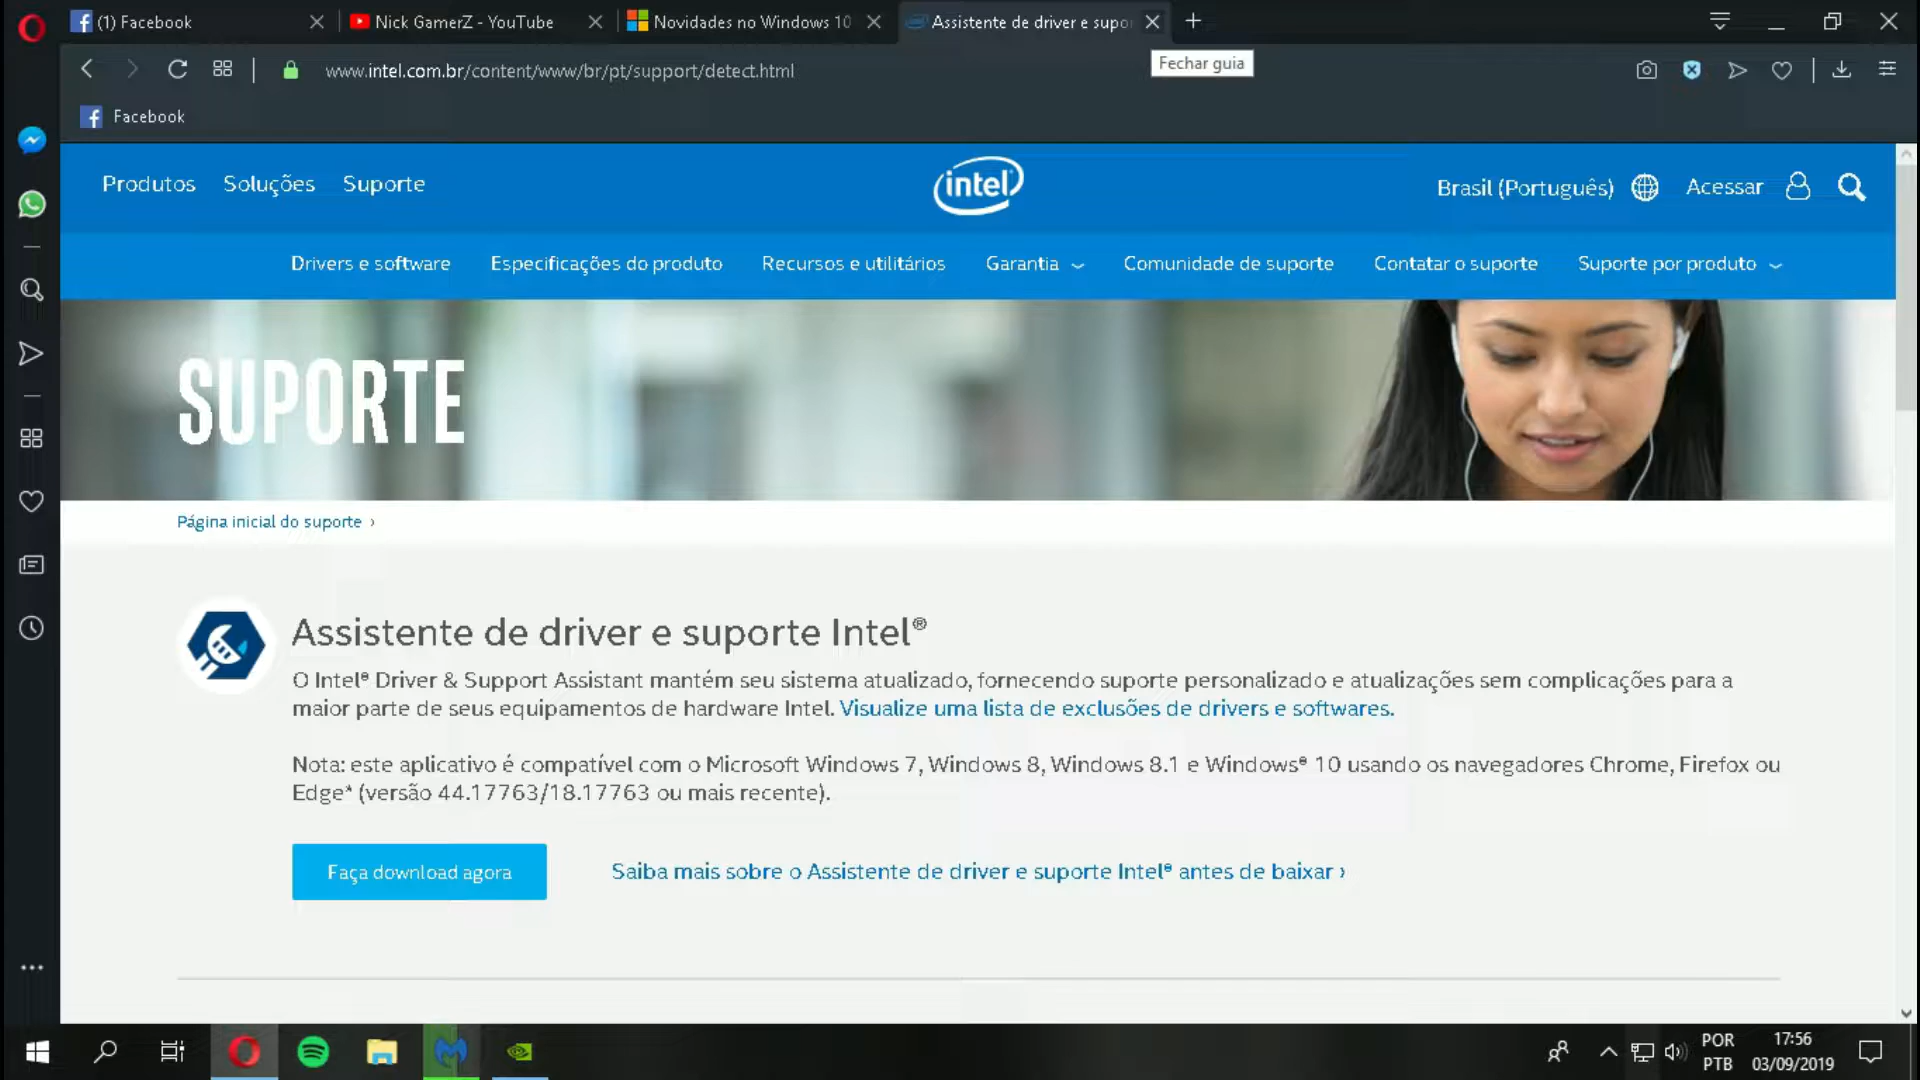 (1) Facebook
Nick GamerZ - YouTube
Novidades no Windows 10
Assistente de driver e supo
Fechar guia
www.intel.com.br/content/www/br/pt/support/detect.html
Facebook
Produtos
Soluções
Suporte
intel
Brasil (Português)
Acessar
Drivers e software
Especificações do produto
Recursos e utilitários
Garantia
Comunidade de suporte
Contatar o suporte
Suporte por produto
SUPORTE
Página inicial do suporte ›
Assistente de driver e suporte Intel®
O Intel® Driver & Support Assistant mantém seu sistema atualizado, fornecendo suporte personalizado e atualizações sem complicações para a
maior parte de seus equipamentos de hardware Intel. Visualize uma lista de exclusões de drivers e softwares.
Nota: este aplicativo é compatível com o Microsoft Windows 7, Windows 8, Windows 8.1 e Windows® 10 usando os navegadores Chrome, Firefox ou
Edge* (versão 44.17763/18.17763 ou mais recente).
Faça download agora
Saiba mais sobre o Assistente de driver e suporte Intel® antes de baixar ›
POR
PTB
17:56
03/09/2019